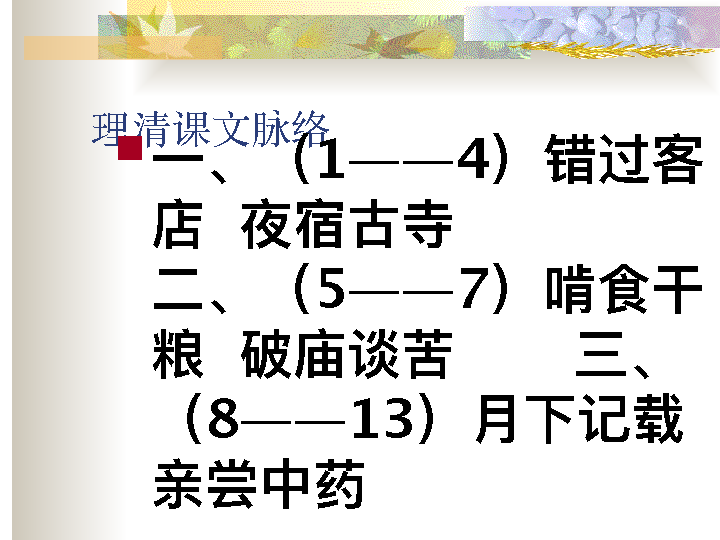 理清课文脉络
一、（1——4）错过客
店 夜宿古寺
二、（5——7）啃食干
粮 破庙谈苦 三、
（8——13）月下记载
亲尝中药